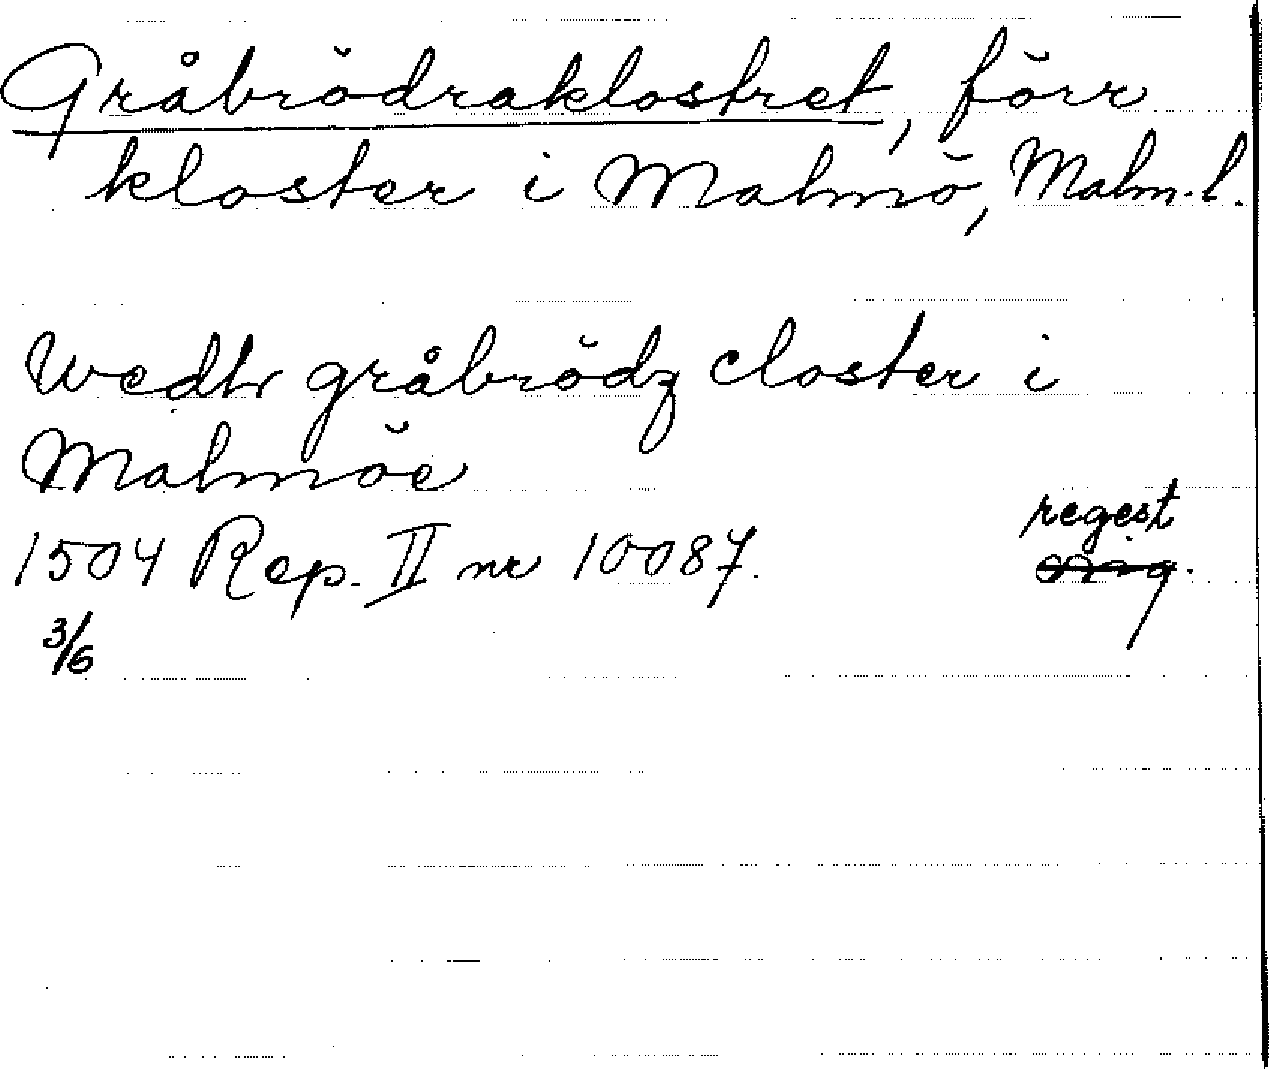 Gråbrödraklostret, förr
kloster i Malmö, Malm.l.
Wedh gråbrödz closter i
Malmöe
regest
1504 Rep. II nr 10087. orig.
3/6